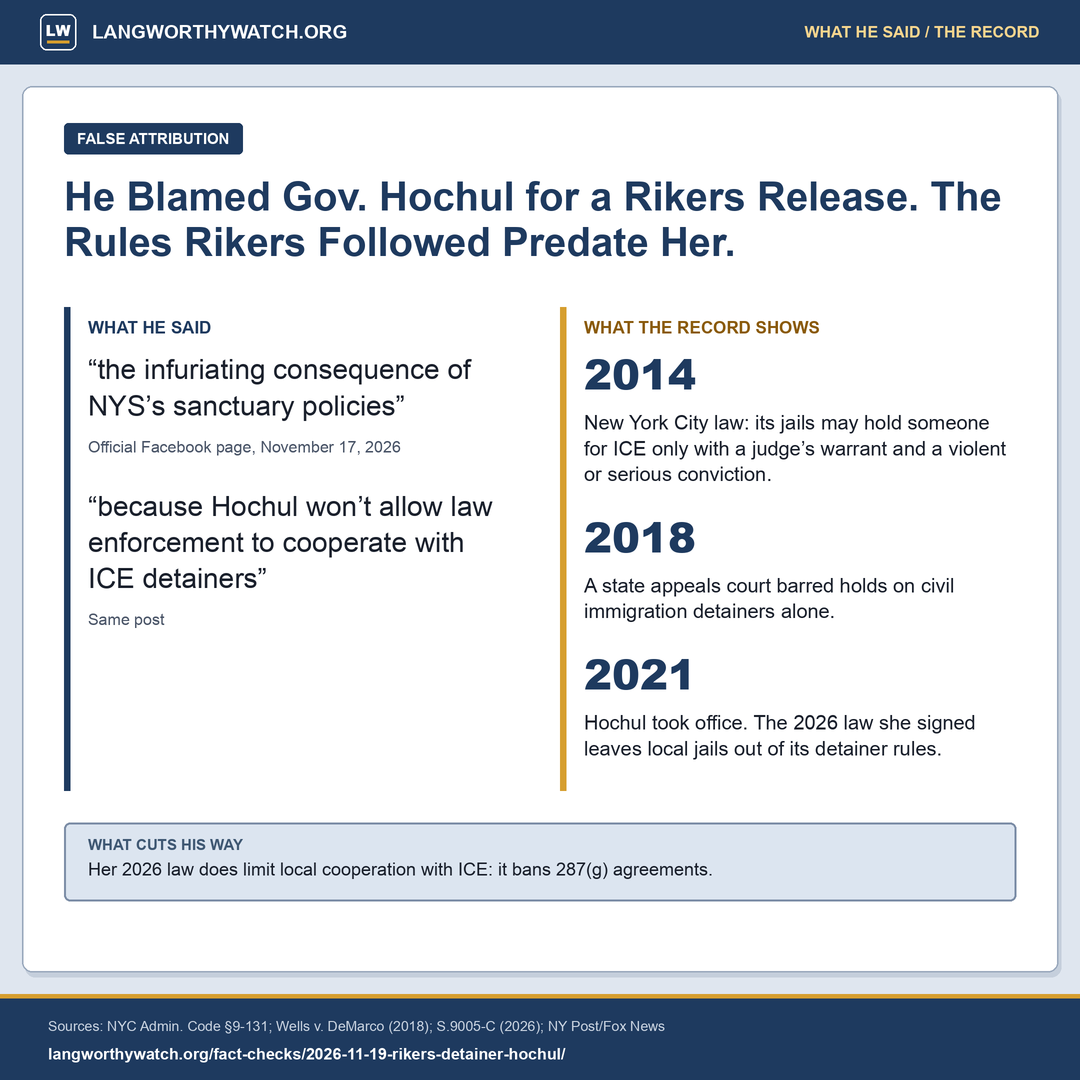 LW
LANGWORTHYWATCH.ORG
WHAT HE SAID / THE RECORD
FALSE ATTRIBUTION
He Blamed Gov. Hochul for a Rikers Release. The
Rules Rikers Followed Predate Her.
WHAT HE SAID
“the infuriating consequence of
NYS’s sanctuary policies”
Official Facebook page, November 17, 2026
“because Hochul won’t allow law
enforcement to cooperate with
ICE detainers”
Same post
WHAT THE RECORD SHOWS
2014
New York City law: its jails may hold someone
for ICE only with a judge’s warrant and a violent
or serious conviction.
2018
A state appeals court barred holds on civil
immigration detainers alone.
2021
Hochul took office. The 2026 law she signed
leaves local jails out of its detainer rules.
WHAT CUTS HIS WAY
Her 2026 law does limit local cooperation with ICE: it bans 287(g) agreements.
Sources: NYC Admin. Code §9-131; Wells v. DeMarco (2018); S.9005-C (2026); NY Post/Fox News
langworthywatch.org/fact-checks/2026-11-19-rikers-detainer-hochul/